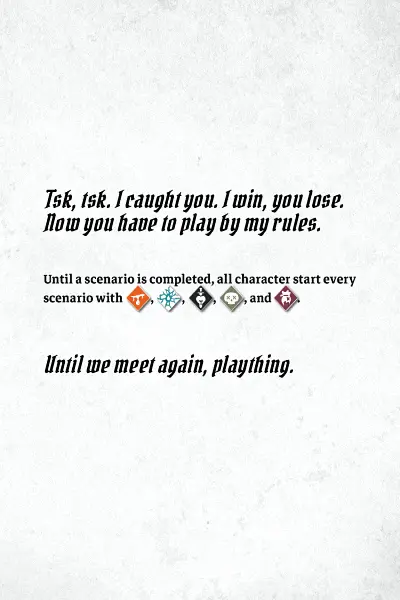 Tsk, tsk. I caught you. I win, you lose.
Now you have to play by my rules.
Until a scenario is completed, all character start every
scenario with , , , , and .
Until we meet again, plaything.